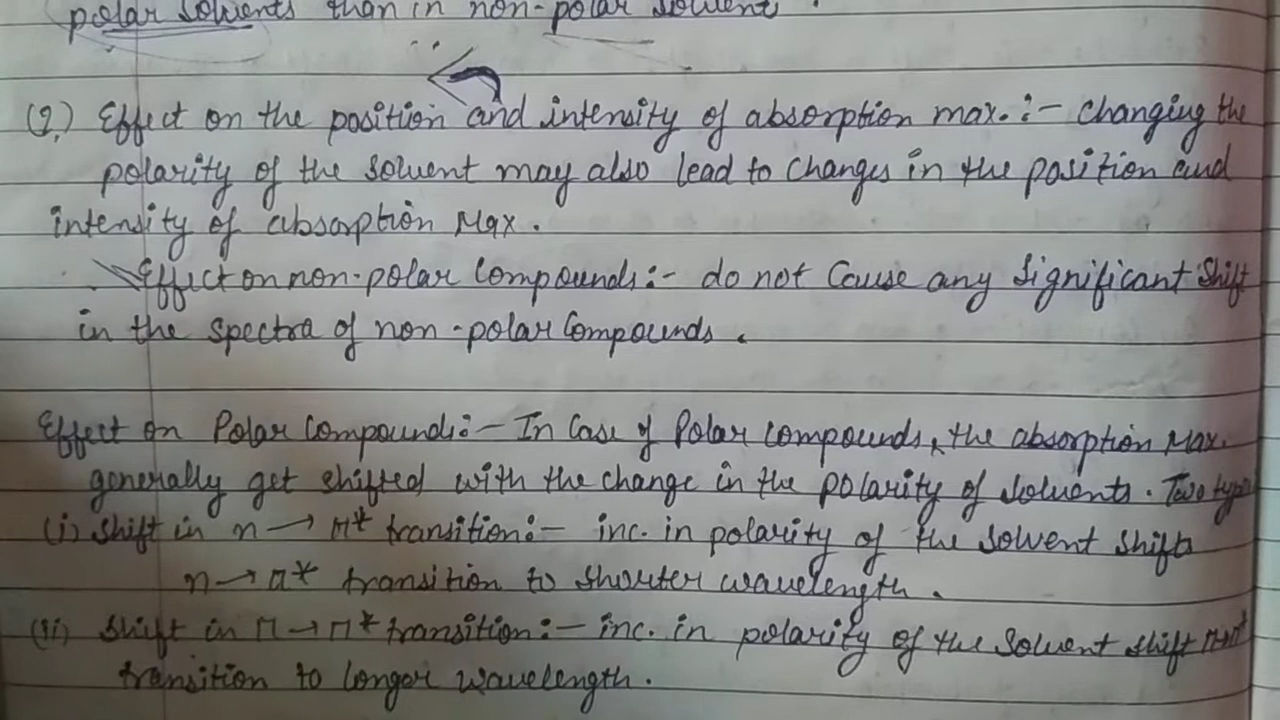 polar solvents than in non-polar solvent.
(2.) Effect on the position and intensity of absorption max. :- changing the
polarity of the solvent may also lead to changes in the position and
intensity of absorption Max.
Effect on non-polar Compounds :- do not Cause any significant shift
in the spectra of non-polar Compounds.
Effect on Polar Compounds :- In Case of Polar compounds, the absorption Max.
generally get shifted with the change in the polarity of solvents. Two type
(i) shift in n → π* transition :- inc. in polarity of the solvent shifts
n → π* transition to shorter wavelength.
(ii) shift in π → π* transition :- inc. in polarity of the solvent shift π→π*
transition to longer wavelength.